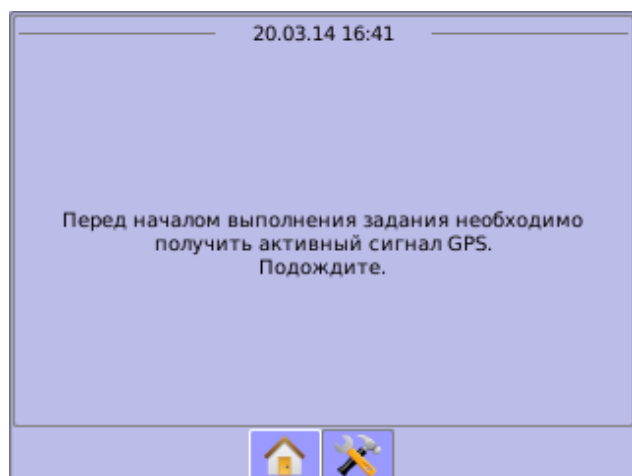 20.03.14 16:41
Перед началом выполнения задания необходимо
получить активный сигнал GPS.
Подождите.